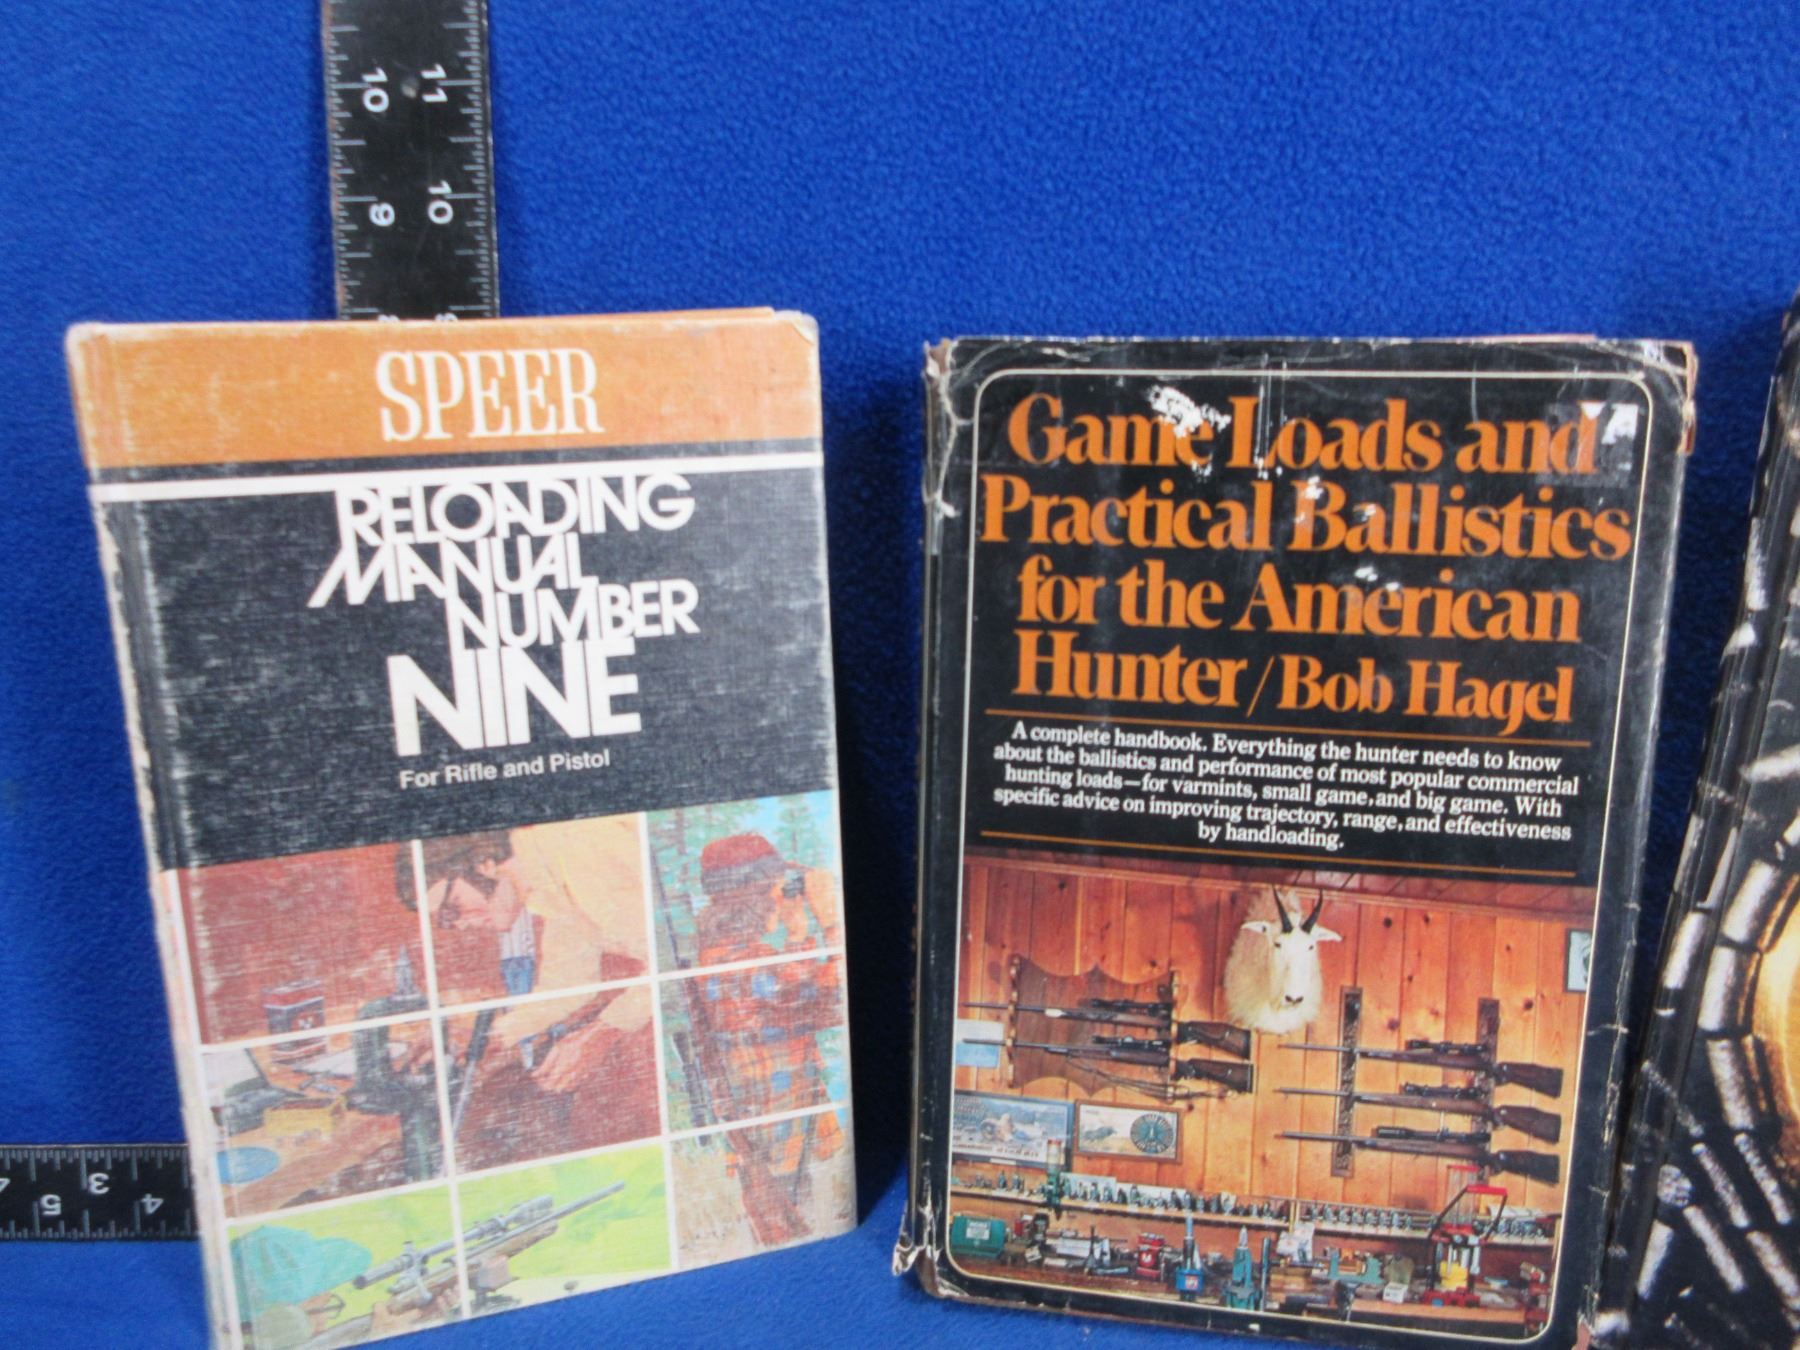 10 11
9 10
SPEER
RELOADING
MANUAL
NUMBER
NINE
For Rifle and Pistol
3
5 4
Game Loads and
Practical Ballistics
for the American
Hunter/Bob Hagel
A complete handbook. Everything the hunter needs to know
about the ballistics and performance of most popular commercial
hunting loads—for varmints, small game, and big game. With
specific advice on improving trajectory, range, and effectiveness
by handloading.